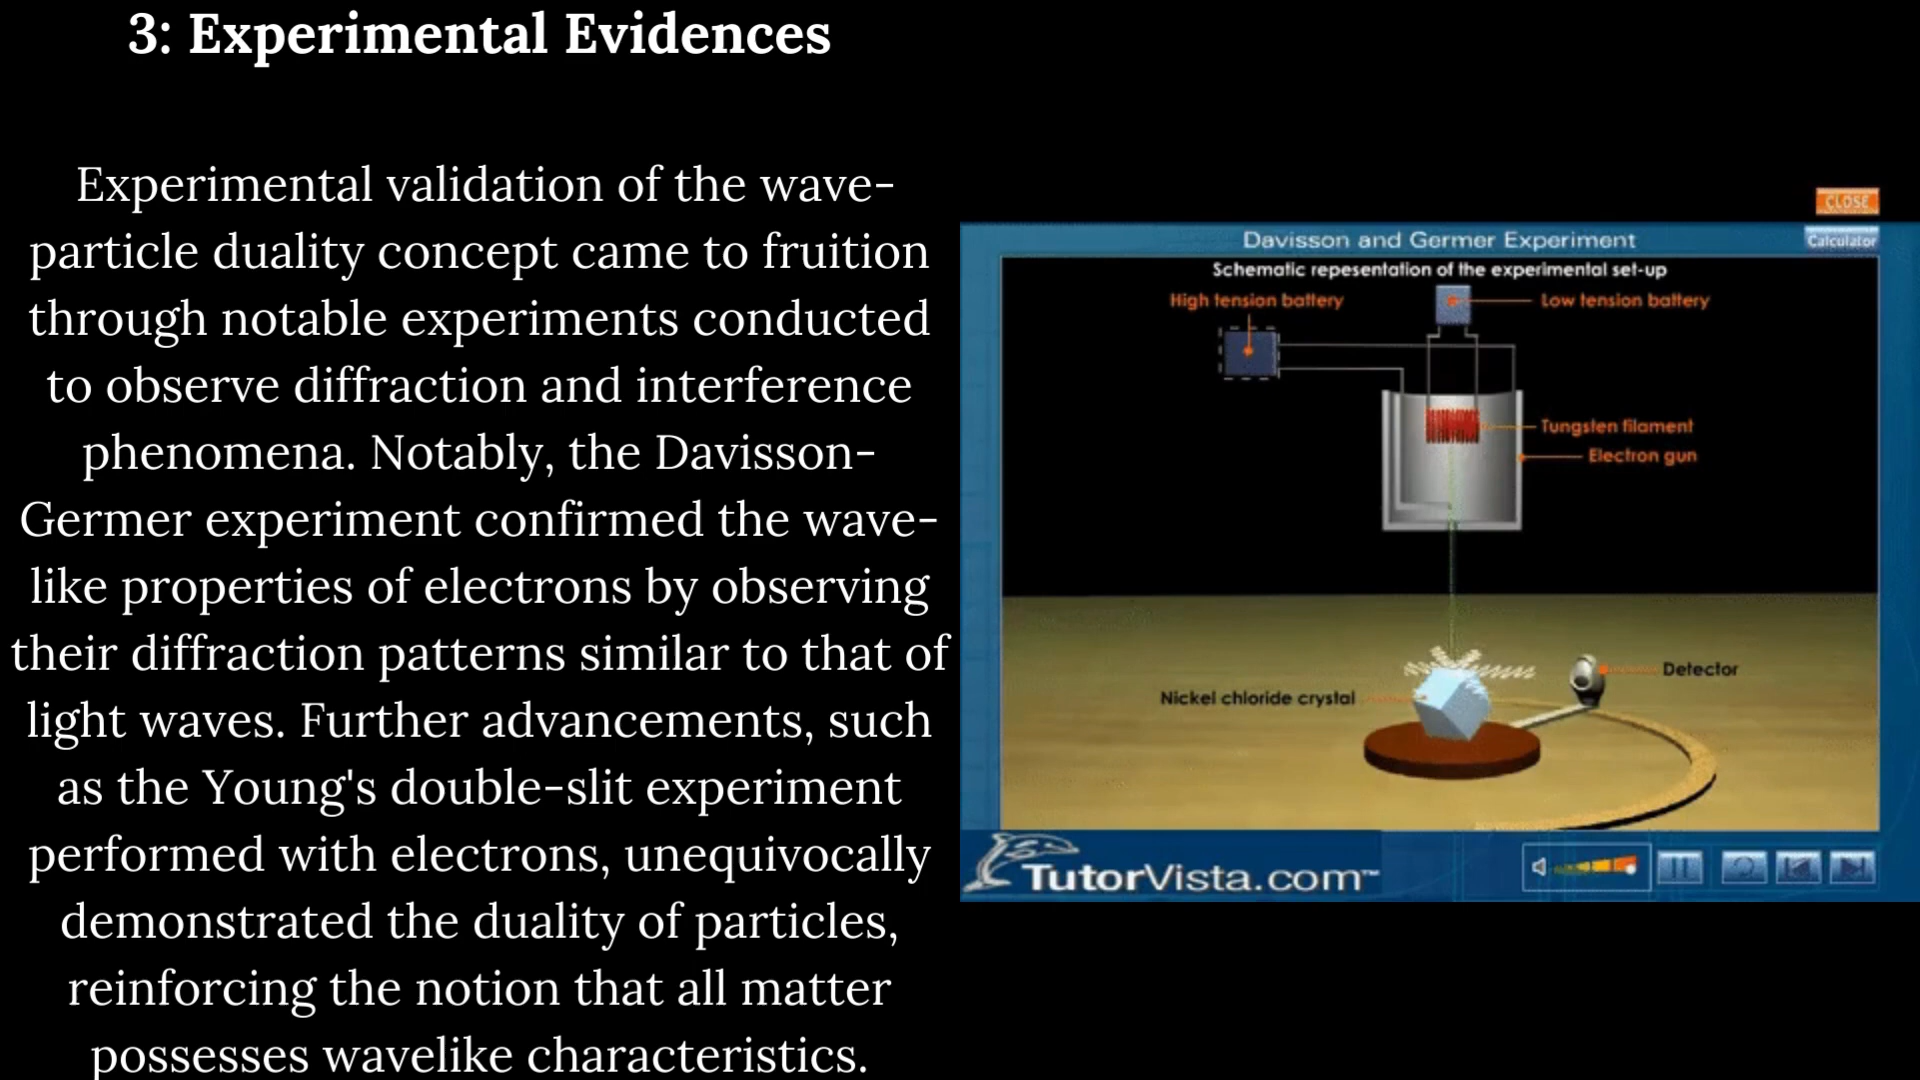 3: Experimental Evidences
Experimental validation of the wave-
particle duality concept came to fruition
through notable experiments conducted
to observe diffraction and interference
phenomena. Notably, the Davisson-
Germer experiment confirmed the wave-
like properties of electrons by observing
their diffraction patterns similar to that of
light waves. Further advancements, such
as the Young's double-slit experiment
performed with electrons, unequivocally
demonstrated the duality of particles,
reinforcing the notion that all matter
possesses wavelike characteristics.
CLOSE
Davisson and Germer Experiment
Calculator
Schematic repesentation of the experimental set-up
High tension battery
Low tension battery
Tungsten filament
Electron gun
Detector
Nickel chloride crystal
TutorVista.com™